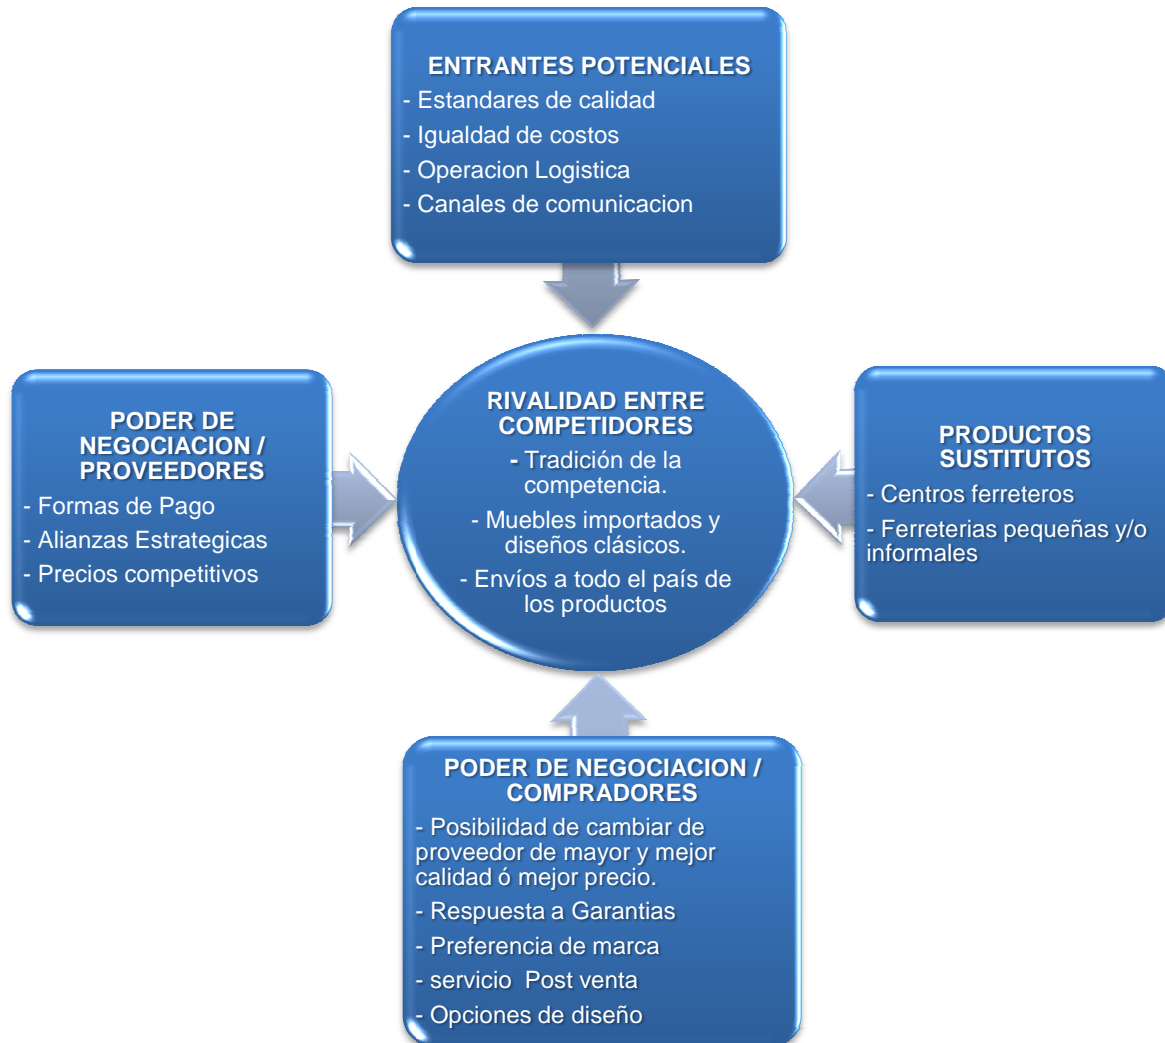 ENTRANTES POTENCIALES
- Estandares de calidad
- Igualdad de costos
- Operacion Logistica
- Canales de comunicacion
PODER DE
NEGOCIACION /
PROVEEDORES
- Formas de Pago
- Alianzas Estrategicas
- Precios competitivos
RIVALIDAD ENTRE
COMPETIDORES
- Tradición de la
competencia.
- Muebles importados y
diseños clásicos.
- Envíos a todo el país de
los productos
PRODUCTOS
SUSTITUTOS
- Centros ferreteros
- Ferreterias pequeñas y/o
informales
PODER DE NEGOCIACION /
COMPRADORES
- Posibilidad de cambiar de
proveedor de mayor y mejor
calidad ó mejor precio.
- Respuesta a Garantias
- Preferencia de marca
- servicio  Post venta
- Opciones de diseño